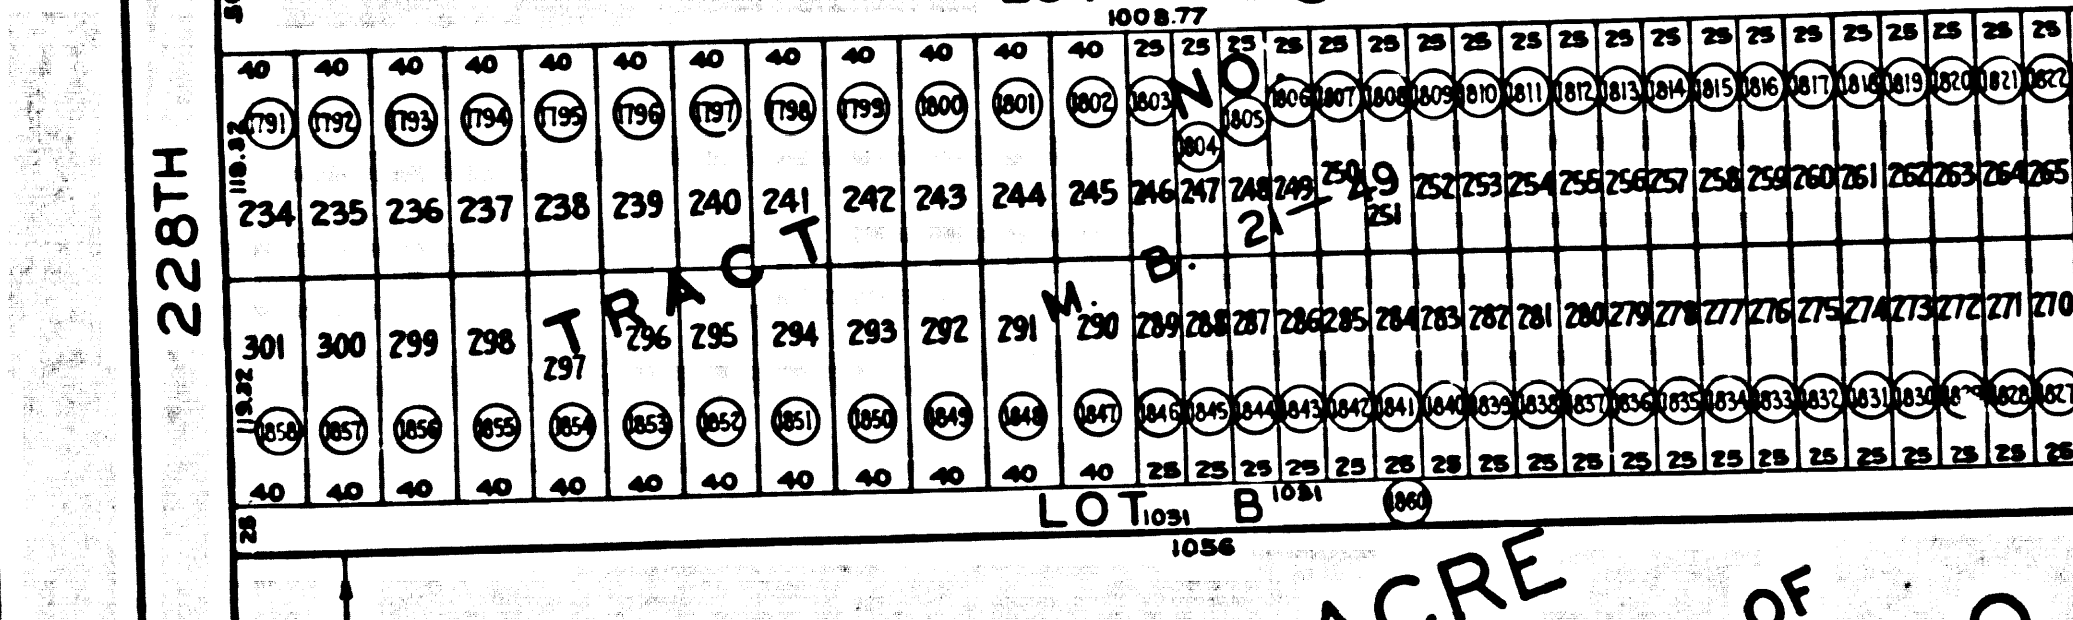 1008.77
40 40 40 40 40 40 40 40 40 40 40 40 25 25 25 25 25 25 25 25 25 25 25 25 25 25 25 25 25 25 25 25
1791 1792 1793 1794 1795 1796 1797 1798 1799 1800 1801 1802 1803 1804 1805 1806 1807 1808 1809 1810 1811 1812 1813 1814 1815 1816 1817 1818 1819 1820 1821 1822
NO.
234 235 236 237 238 239 240 241 242 243 244 245 246 247 248 249 250 251 252 253 254 255 256 257 258 259 260 261 262 263 264 265
228TH
TRACT
M. B. 21-49
301 300 299 298 297 296 295 294 293 292 291 290 289 288 287 286 285 284 283 282 281 280 279 278 277 276 275 274 273 272 271 270
119.32
1858 1857 1856 1855 1854 1853 1852 1851 1850 1849 1848 1847 1846 1845 1844 1843 1842 1841 1840 1839 1838 1837 1836 1835 1834 1833 1832 1831 1830 1828 1827
40 40 40 40 40 40 40 40 40 40 40 40 25 25 25 25 25 25 25 25 25 25 25 25 25 25 25 25 25 25 25 25
25
LOT 1031 B 1031 1860
1056
ACRE
OF